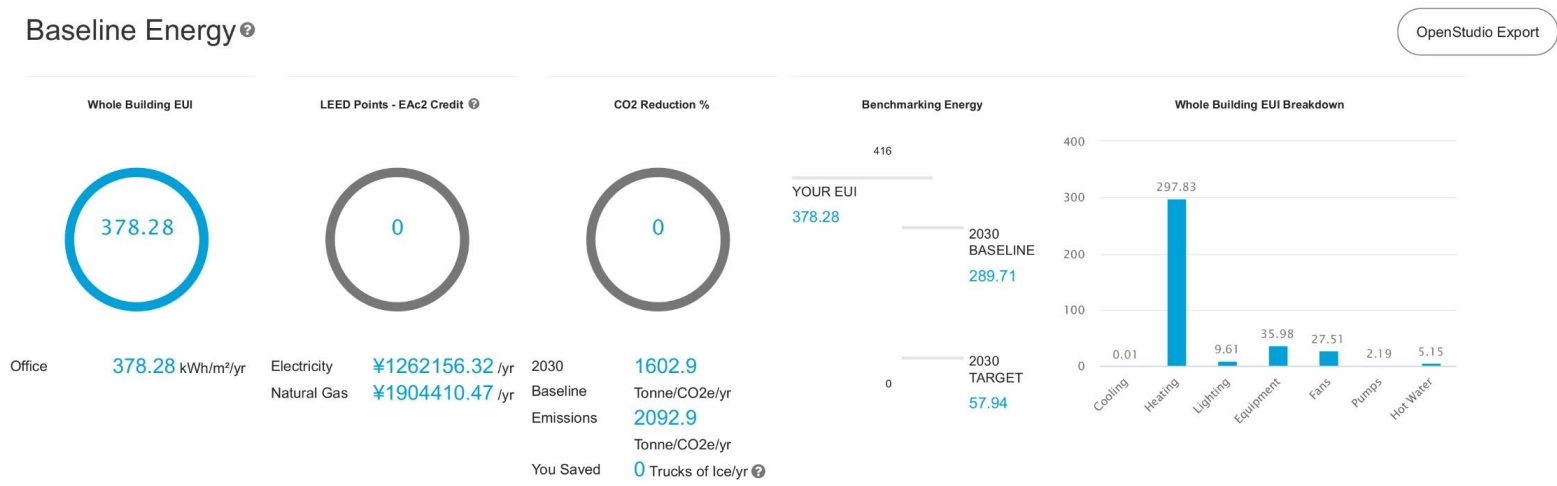 Baseline Energy
OpenStudio Export
Whole Building EUI
LEED Points - EAc2 Credit
CO2 Reduction %
Benchmarking Energy
Whole Building EUI Breakdown
378.28
Office 378.28 kWh/m²/yr
0
Electricity ¥1262156.32 /yr
Natural Gas ¥1904410.47 /yr
0
2030 1602.9
Baseline Tonne/CO2e/yr
Emissions 2092.9
Tonne/CO2e/yr
You Saved 0 Trucks of Ice/yr
416
YOUR EUI
378.28
2030
BASELINE
289.71
2030
TARGET
57.94
0
400
300
200
100
0
0.01
297.83
9.61
35.98
27.51
2.19
5.15
Cooling
Heating
Lighting
Equipment
Fans
Pumps
Hot Water